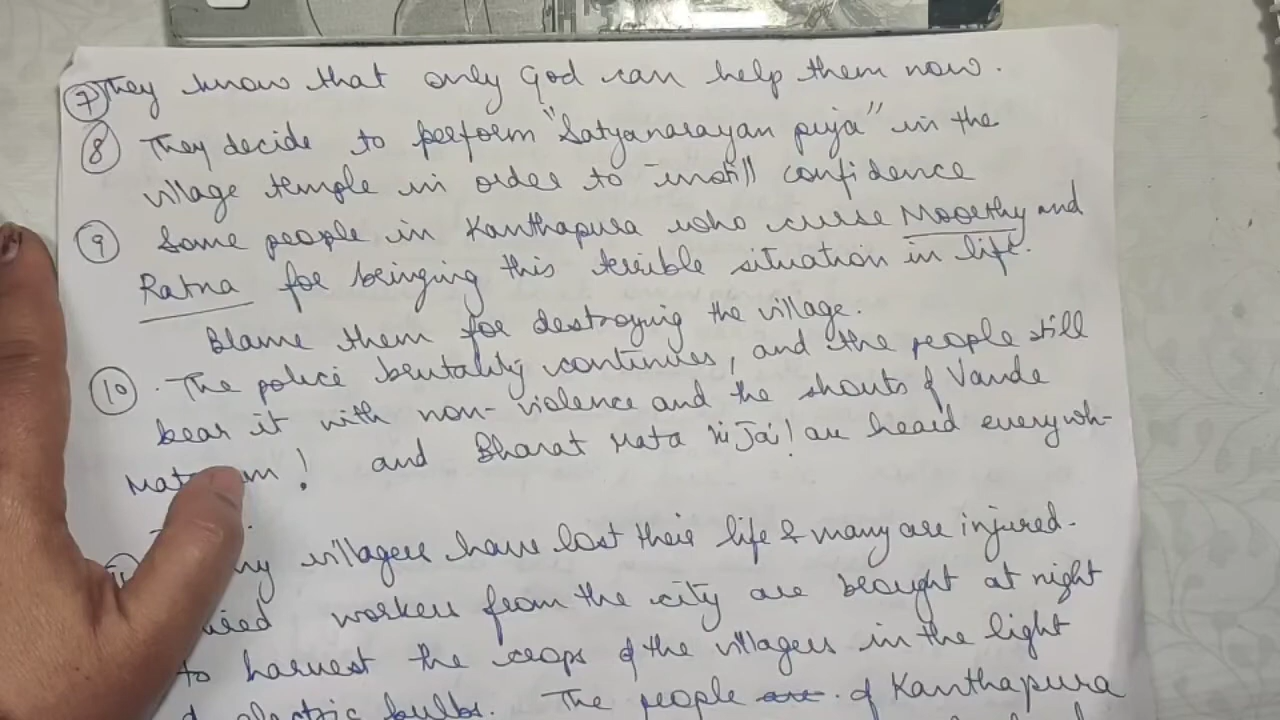 7 They know that only God can help them now.
8 They decide to perform "Satyanarayan puja" in the
village temple in order to instill confidence
9 Some people in Kanthapura who curse Moorthy and
Ratna for bringing this terrible situation in life.
Blame them for destroying the village.
10. The police brutality continues, and the people still
bear it with non-violence and the shouts of Vande
Mat m! and Bharat Mata ki Jai! are heard everywh-
villagers have lost their life & many are injured.
workers from the city are brought at night
to harvest the crops of the villagers in the light
electric bulbs. The people are of Kanthapura